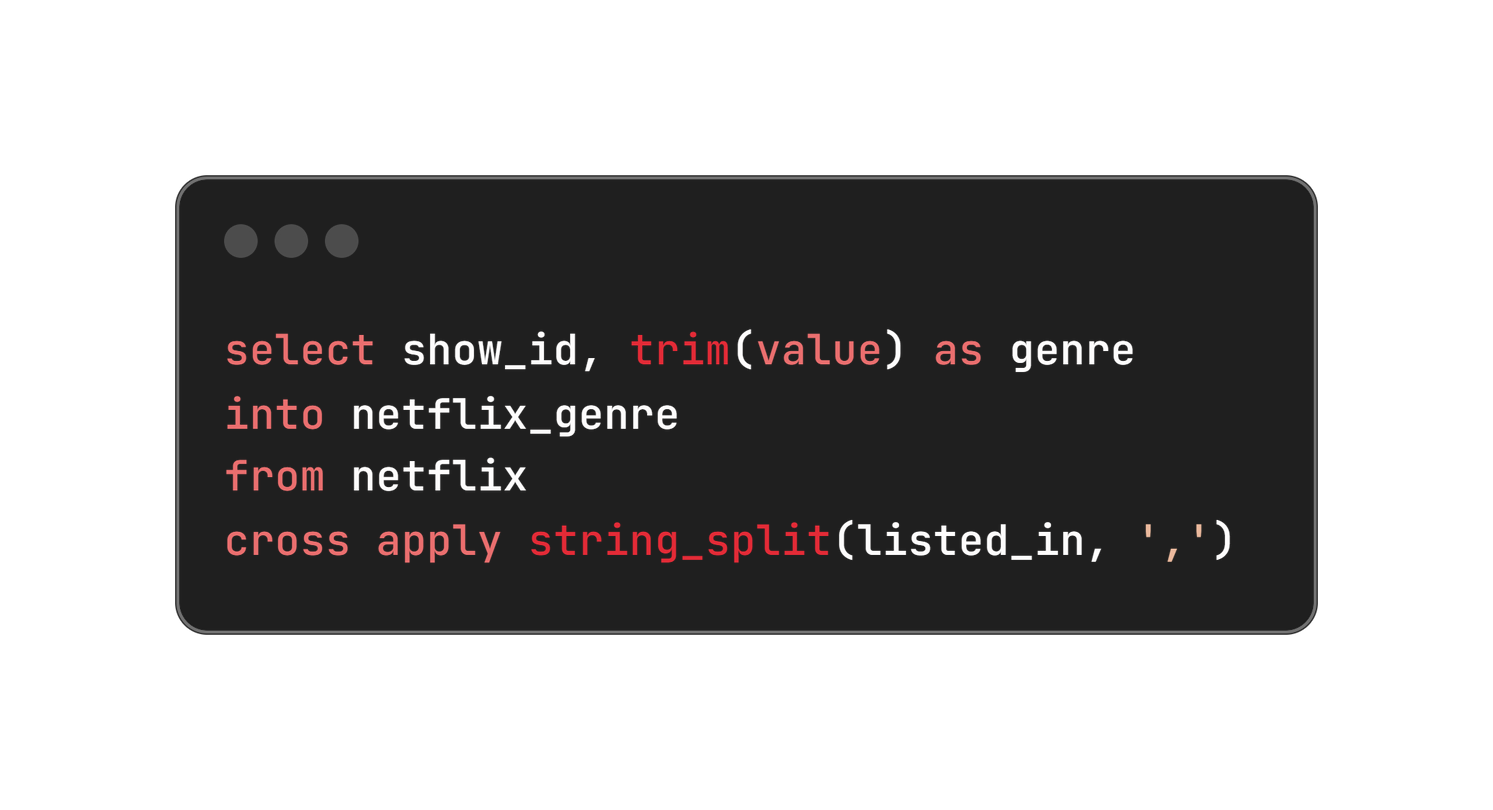 select show_id, trim(value) as genre
into netflix_genre
from netflix
cross apply string_split(listed_in, ',')